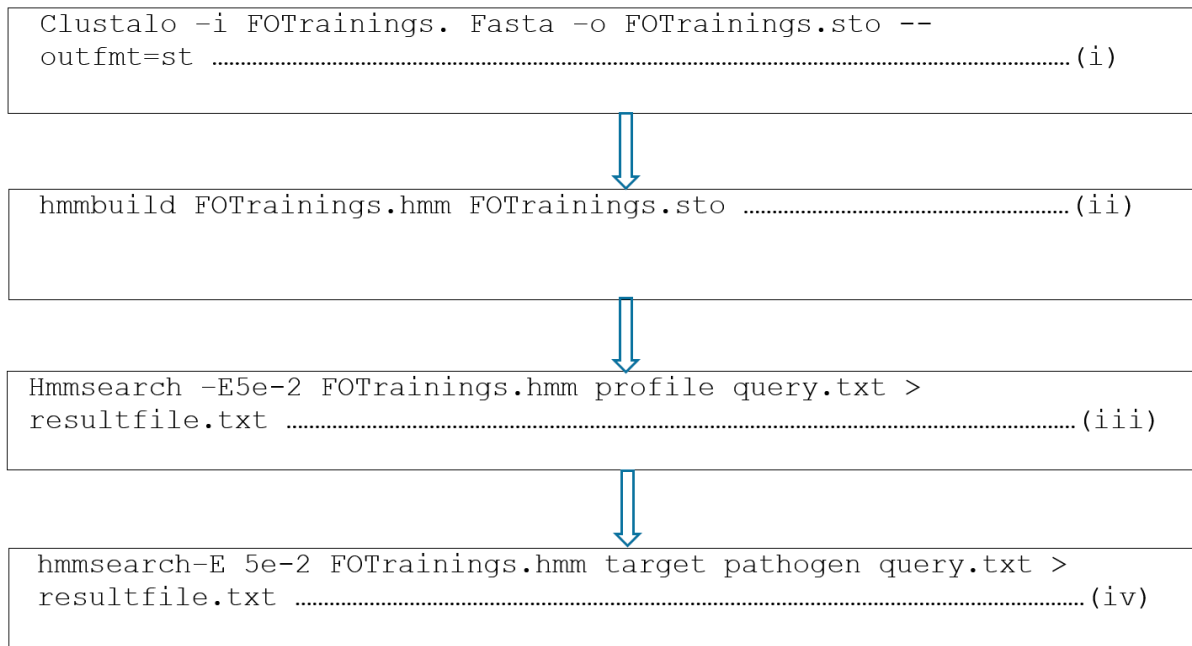 Clustalo –i FOTrainings. Fasta –o FOTrainings.sto --
outfmt=st ........................................................................(i)
hmmbuild FOTrainings.hmm FOTrainings.sto ........................................................................(ii)
Hmmsearch –E5e-2 FOTrainings.hmm profile query.txt >
resultfile.txt ........................................................................(iii)
hmmsearch–E 5e-2 FOTrainings.hmm target pathogen query.txt >
resultfile.txt ........................................................................(iv)